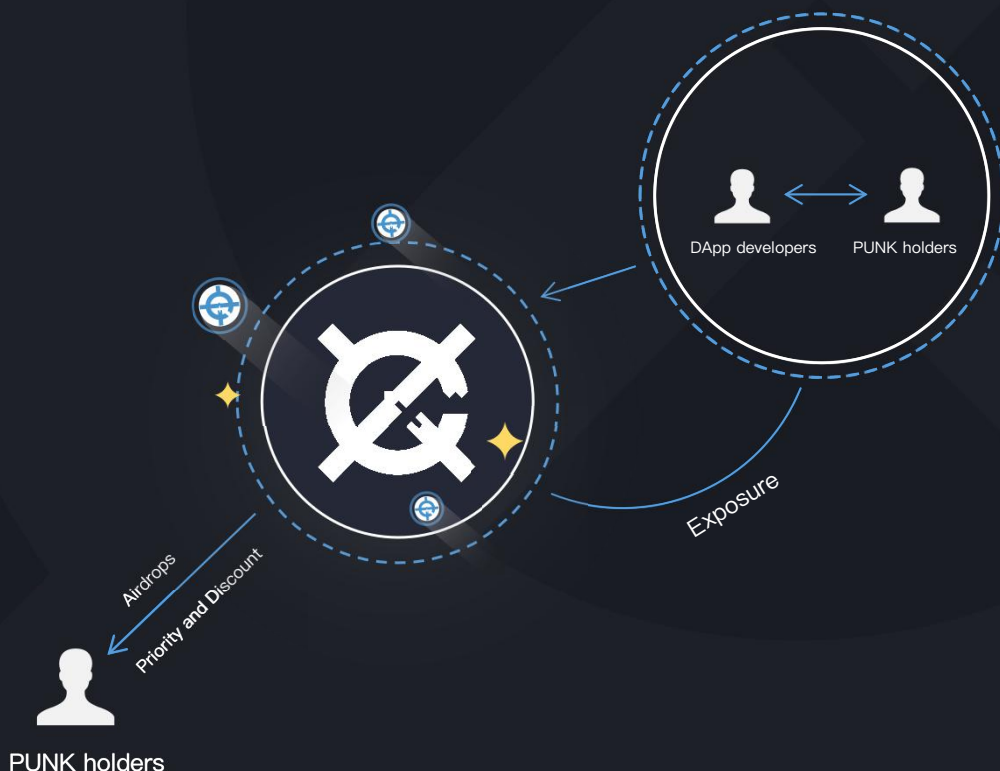 DApp developers
PUNK holders
Exposure
Airdrops
Priority and Discount
PUNK holders